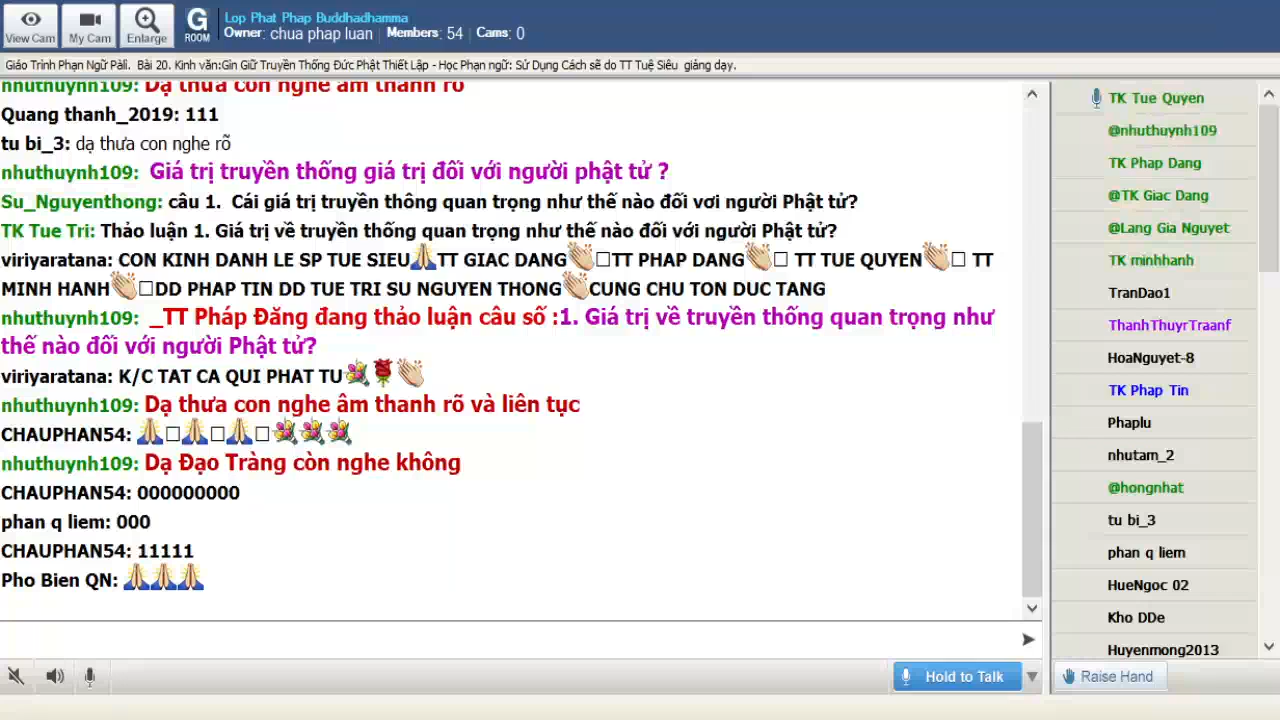 Lop Phat Phap Buddhadhamma
View Cam My Cam Enlarge G ROOM Owner: chua phap luan Members: 54 Cams: 0
Giáo Trình Phạn Ngữ Pàli. Bài 20. Kinh văn:Gìn Giữ Truyền Thống Đức Phật Thiết Lập - Học Phạn ngữ: Sử Dụng Cách sẽ do TT Tuệ Siêu giảng dạy.
nhuthuynh109: Dạ thưa con nghe âm thanh rõ
Quang thanh_2019: 111
tu bi_3: dạ thưa con nghe rõ
nhuthuynh109: Giá trị truyền thống giá trị đối với người phật tử ?
Su_Nguyenthong: câu 1. Cái giá trị truyền thông quan trọng như thế nào đối vơi người Phật tử?
TK Tue Tri: Thảo luận 1. Giá trị về truyền thống quan trọng như thế nào đối với người Phật tử?
viriyaratana: CON KINH DANH LE SP TUE SIEU🙏TT GIAC DANG👏□TT PHAP DANG👏□ TT TUE QUYEN👏□ TT
MINH HANH👏□DD PHAP TIN DD TUE TRI SU NGUYEN THONG👏CUNG CHU TON DUC TANG
nhuthuynh109: _TT Pháp Đăng đang thảo luận câu số :1. Giá trị về truyền thống quan trọng như
thế nào đối với người Phật tử?
viriyaratana: K/C TAT CA QUI PHAT TU💐🌹👏
nhuthuynh109: Dạ thưa con nghe âm thanh rõ và liên tục
CHAUPHAN54: 🙏□🙏□🙏□💐💐💐
nhuthuynh109: Dạ Đạo Tràng còn nghe không
CHAUPHAN54: 000000000
phan q liem: 000
CHAUPHAN54: 11111
Pho Bien QN: 🙏🙏🙏
Hold to Talk
TK Tue Quyen
@nhuthuynh109
TK Phap Dang
@TK Giac Dang
@Lang Gia Nguyet
TK minhhanh
TranDao1
ThanhThuyrTraanf
HoaNguyet-8
TK Phap Tin
Phaplu
nhutam_2
@hongnhat
tu bi_3
phan q liem
HueNgoc 02
Kho DDe
Huyenmong2013
Raise Hand